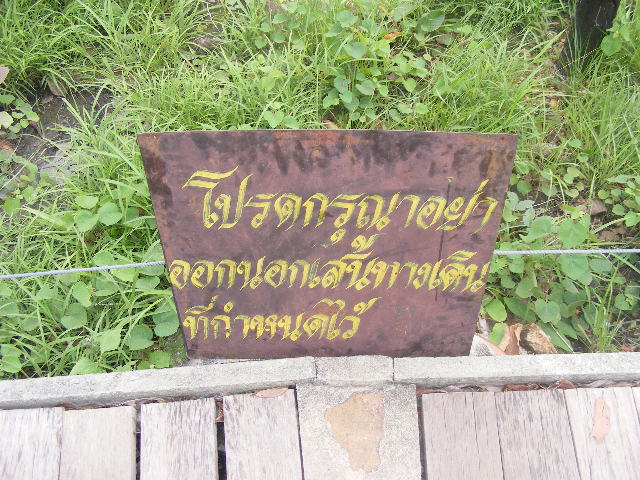 โปรดกรุณาอย่า
ออกนอกเส้นทางเดิน
ที่กำหนดไว้